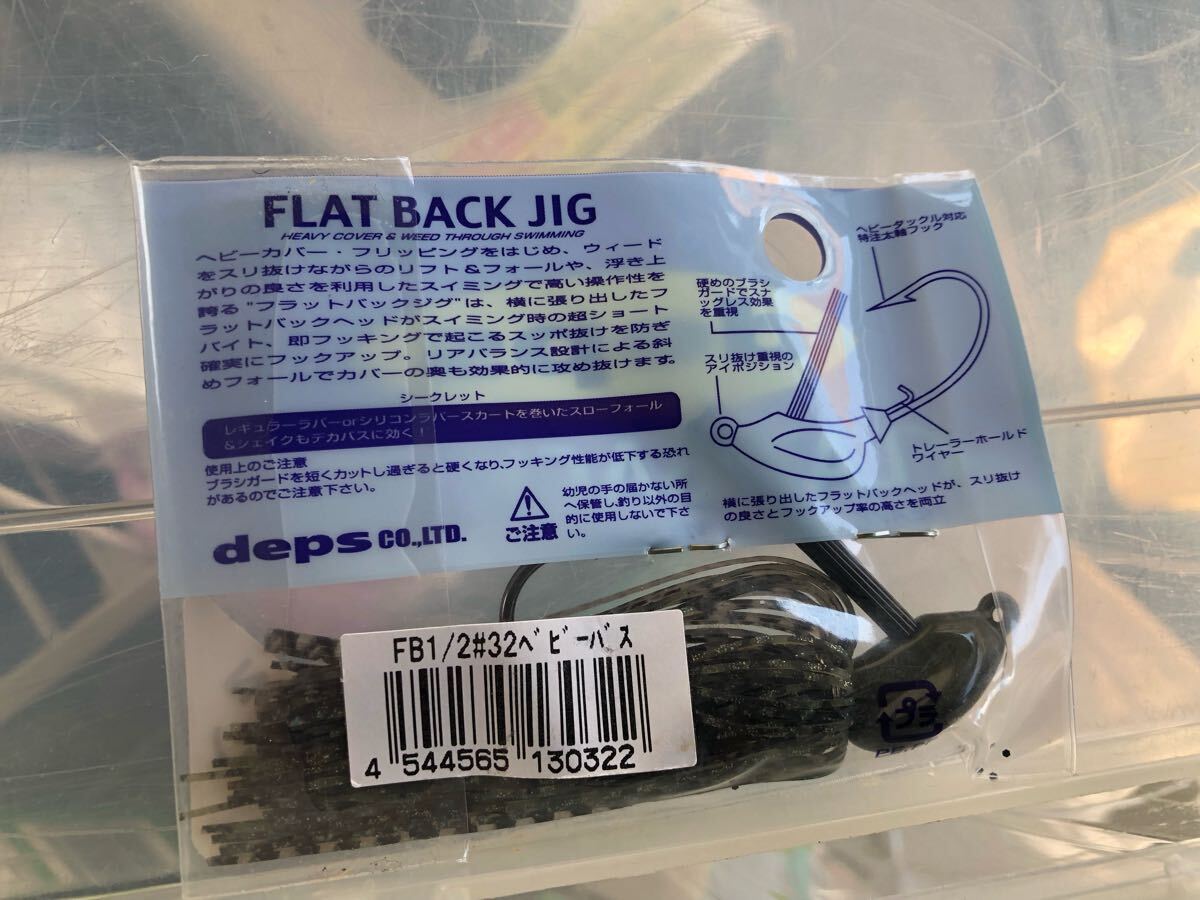 FLAT BACK JIG
HEAVY COVER & WEED THROUGH SWIMMING
ヘビーカバー・フリッピングをはじめ、ウィード
をスリ抜けながらのリフト&フォールや、浮き上
がりの良さを利用したスイミングで高い操作性を
誇る"フラットバックジグ"は、横に張り出したフ
ラットバックヘッドがスイミング時の超ショート
バイト、即フッキングで起こるスッポ抜けを防ぎ
確実にフックアップ。リアバランス設計による斜
めフォールでカバーの奥も効果的に攻め抜けます。
シークレット
レギュラーラバーorシリコンラバースカートを巻いたスローフォール
&シェイクもデカバスに効く!
使用上のご注意
ブラシガードを短くカットし過ぎると硬くなり、フッキング性能が低下する恐れ
があるのでご注意下さい。
deps CO.,LTD.
ご注意
幼児の手の届かない所
へ保管し、釣り以外の目
的に使用しないで下さ
い。
ヘビータックル対応
特注太軸フック
硬めのブラシ
ガードでスナ
ッグレス効果
を重視
スリ抜け重視の
アイポジション
トレーラーホールド
ワイヤー
横に張り出したフラットバックヘッドが、スリ抜け
の良さとフックアップ率の高さを両立
FB1/2#32ベビーバス
4 544565 130322
プラ